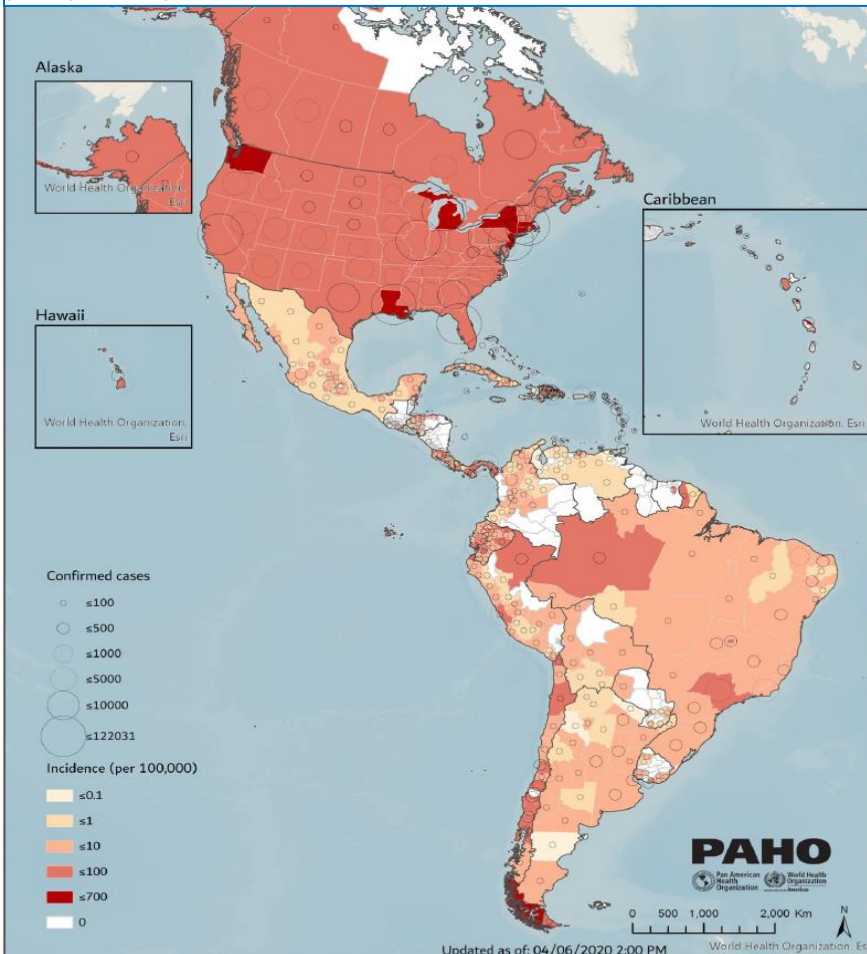 Alaska
World Health Organization,
Esri
Caribbean
World Health Organization, Esri
Hawaii
World Health Organization,
Esri
Confirmed cases
≤100
≤500
≤1000
≤5000
≤10000
≤122031
Incidence (per 100,000)
≤0.1
≤1
≤10
≤100
≤700
0
PAHO
Pan American
Health
Organization
World Health
Organization
Americas
0 500 1,000 2,000 Km
N
Updated as of: 04/06/2020 2:00 PM
World Health Organization, Es